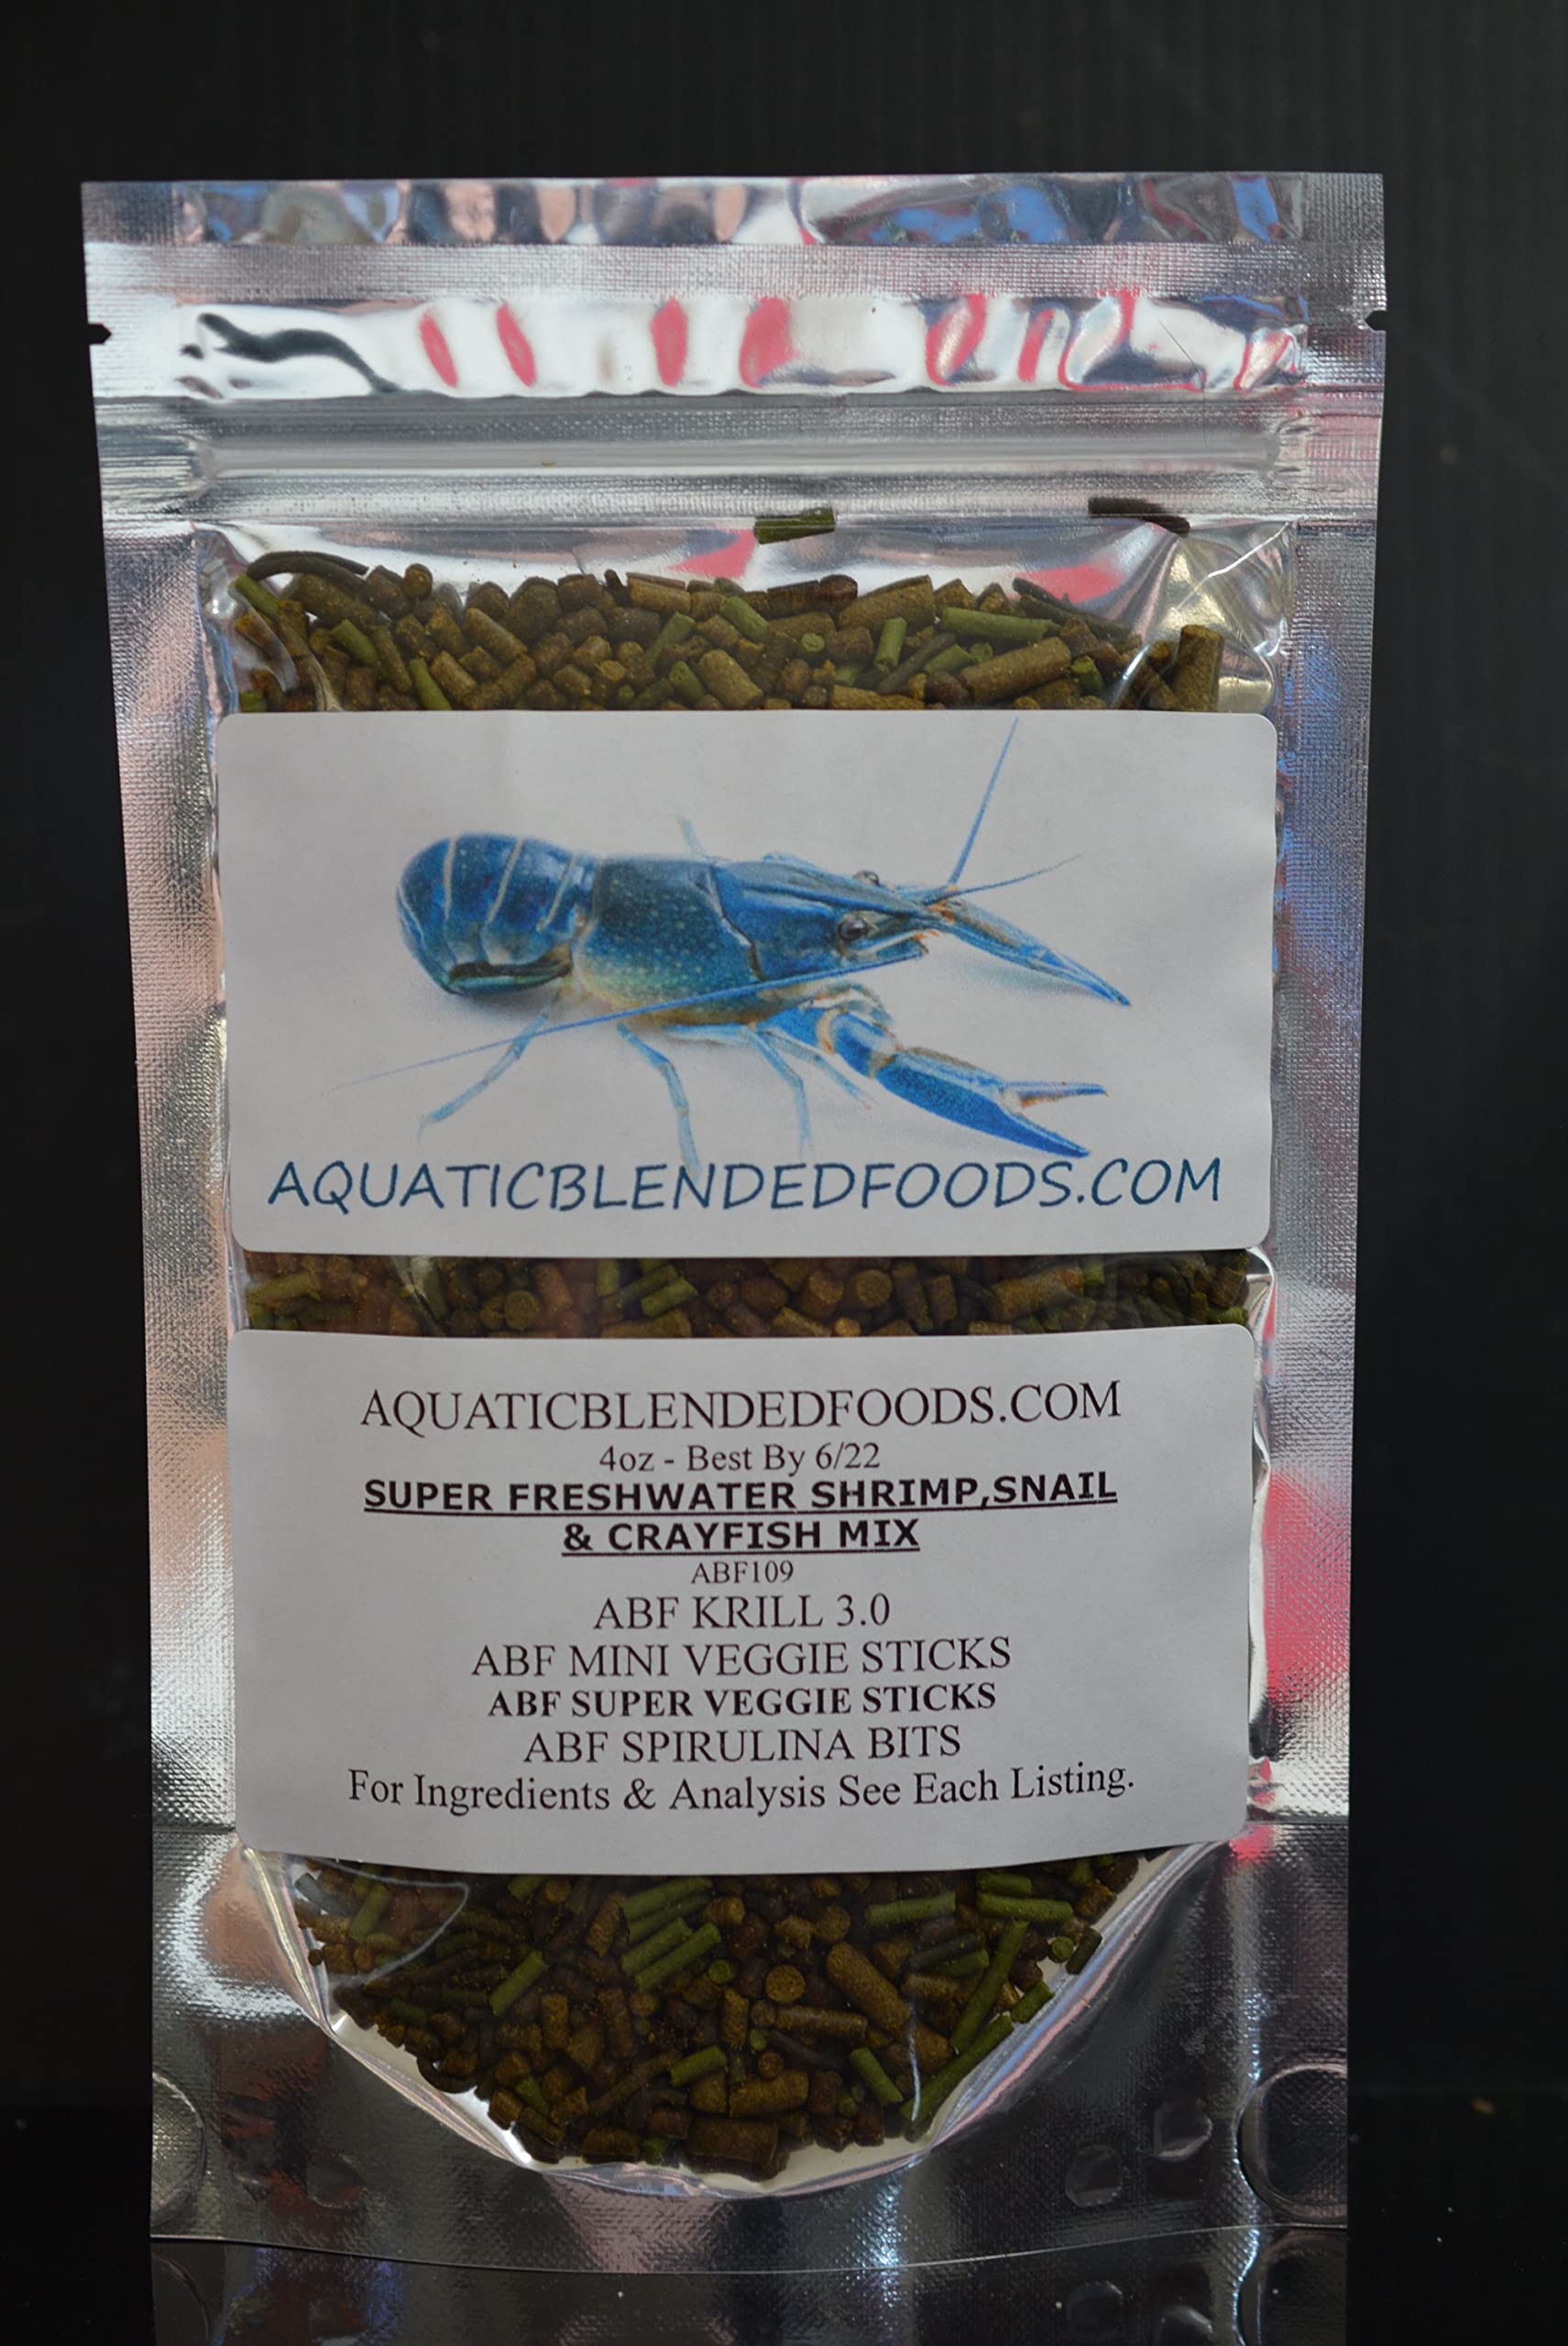 AQUATICBLENDEDFOODS.COM
AQUATICBLENDEDFOODS.COM
4oz - Best By 6/22
SUPER FRESHWATER SHRIMP,SNAIL
& CRAYFISH MIX
ABF109
ABF KRILL 3.0
ABF MINI VEGGIE STICKS
ABF SUPER VEGGIE STICKS
ABF SPIRULINA BITS
For Ingredients & Analysis See Each Listing.